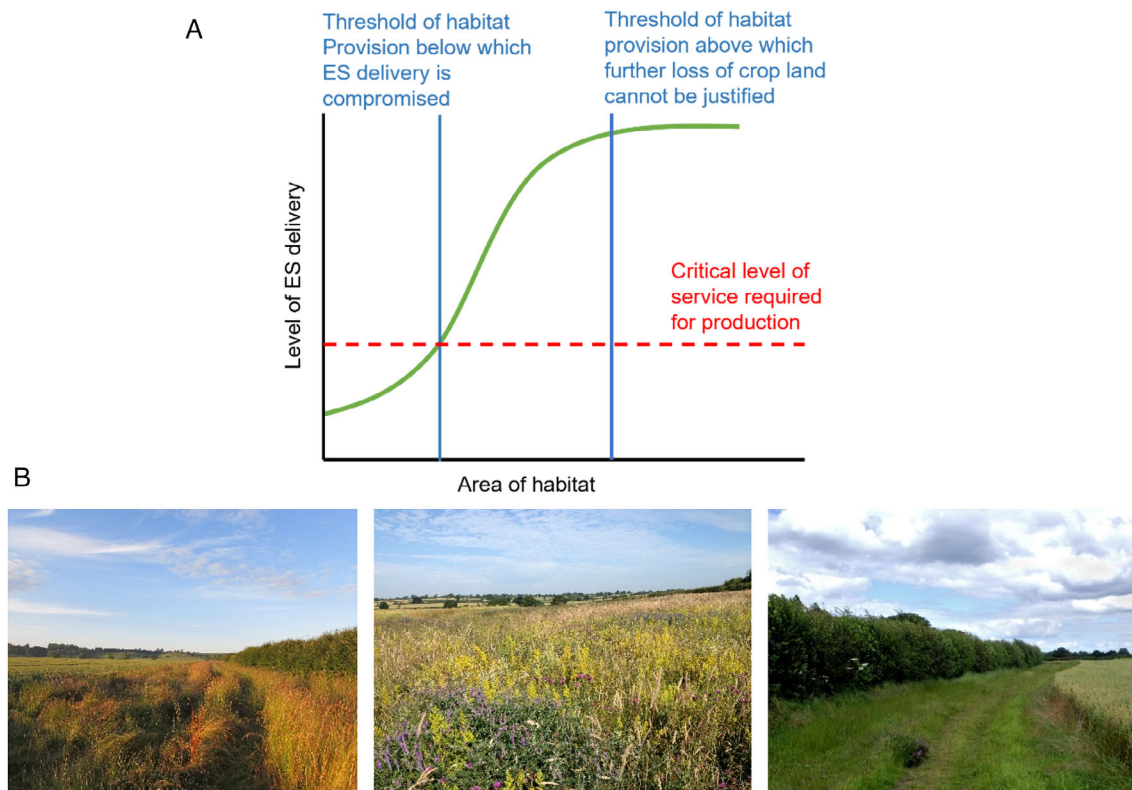 A
Threshold of habitat
Provision below which
ES delivery is
compromised
Threshold of habitat
provision above which
further loss of crop land
cannot be justified
Level of ES delivery
Critical level of
service required
for production
Area of habitat
B